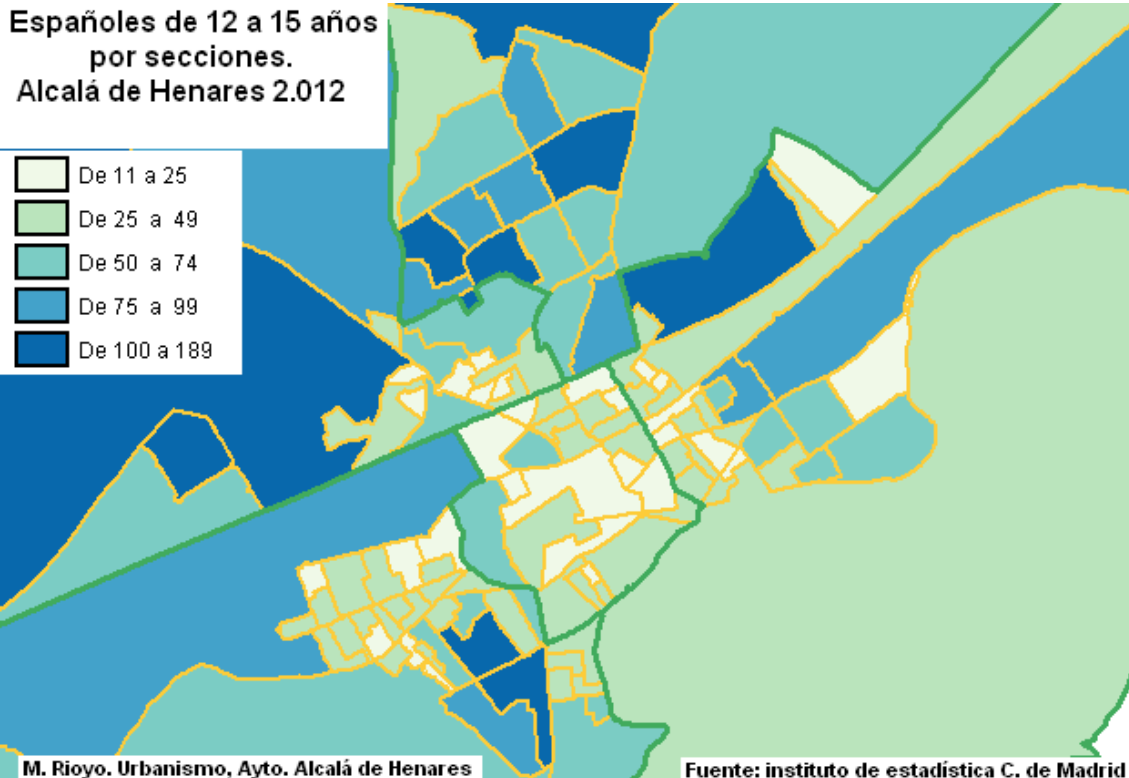 Españoles de 12 a 15 años
por secciones.
Alcalá de Henares 2.012
De 11 a 25
De 25 a 49
De 50 a 74
De 75 a 99
De 100 a 189
M. Rioyo. Urbanismo, Ayto. Alcalá de Henares
Fuente: instituto de estadística C. de Madrid